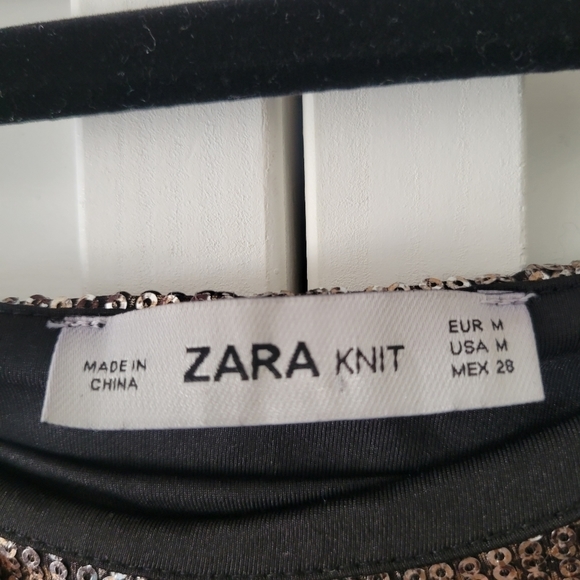 MADE IN
CHINA
ZARA KNIT
EUR M
USA M
MEX 28